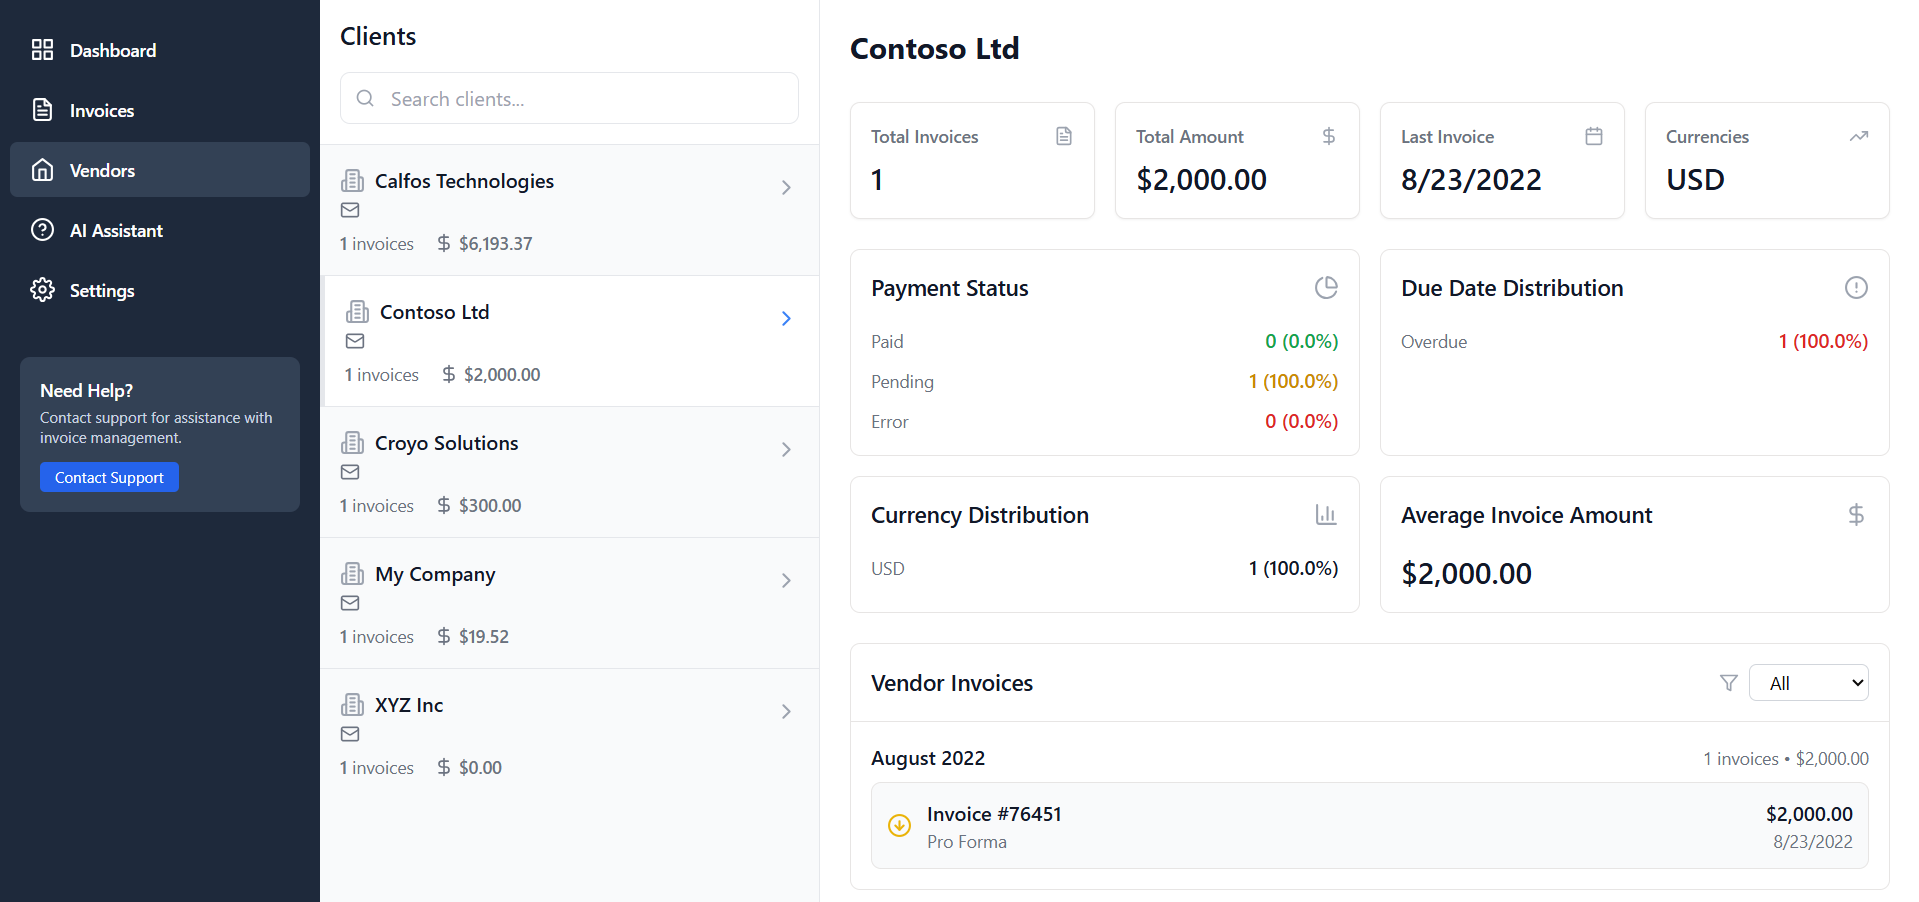 Dashboard
Invoices
Vendors
AI Assistant
Settings
Need Help?
Contact support for assistance with
invoice management.
Contact Support
Clients
Search clients...
Calfos Technologies
1 invoices $6,193.37
Contoso Ltd
1 invoices $2,000.00
Croyo Solutions
1 invoices $300.00
My Company
1 invoices $19.52
XYZ Inc
1 invoices $0.00
Contoso Ltd
Total Invoices
1
Total Amount
$2,000.00
Last Invoice
8/23/2022
Currencies
USD
Payment Status
Paid 0 (0.0%)
Pending 1 (100.0%)
Error 0 (0.0%)
Due Date Distribution
Overdue 1 (100.0%)
Currency Distribution
USD 1 (100.0%)
Average Invoice Amount
$2,000.00
Vendor Invoices All
August 2022 1 invoices • $2,000.00
Invoice #76451 $2,000.00
Pro Forma 8/23/2022